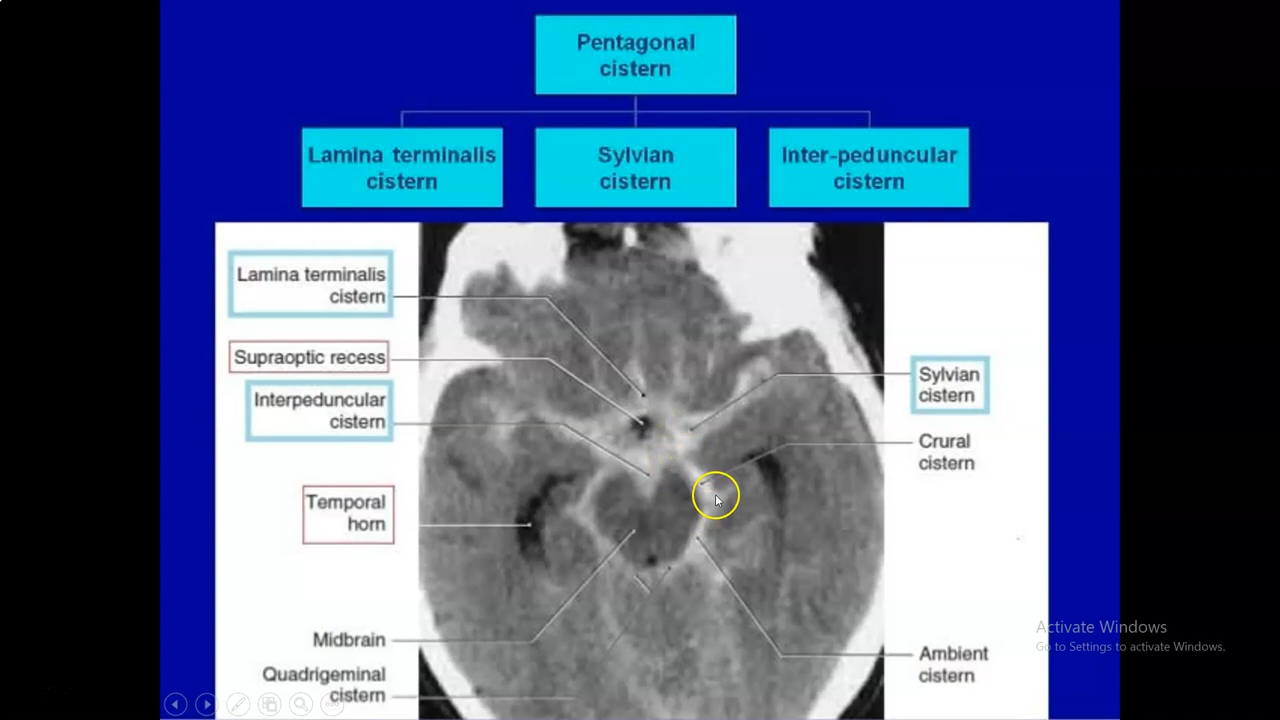 Pentagonal
cistern
Lamina terminalis
cistern
Sylvian
cistern
Inter-peduncular
cistern
Lamina terminalis
cistern
Supraoptic recess
Interpeduncular
cistern
Temporal
horn
Midbrain
Quadrigeminal
cistern
Sylvian
cistern
Crural
cistern
Ambient
cistern
Activate Windows
Go to Settings to activate Windows.